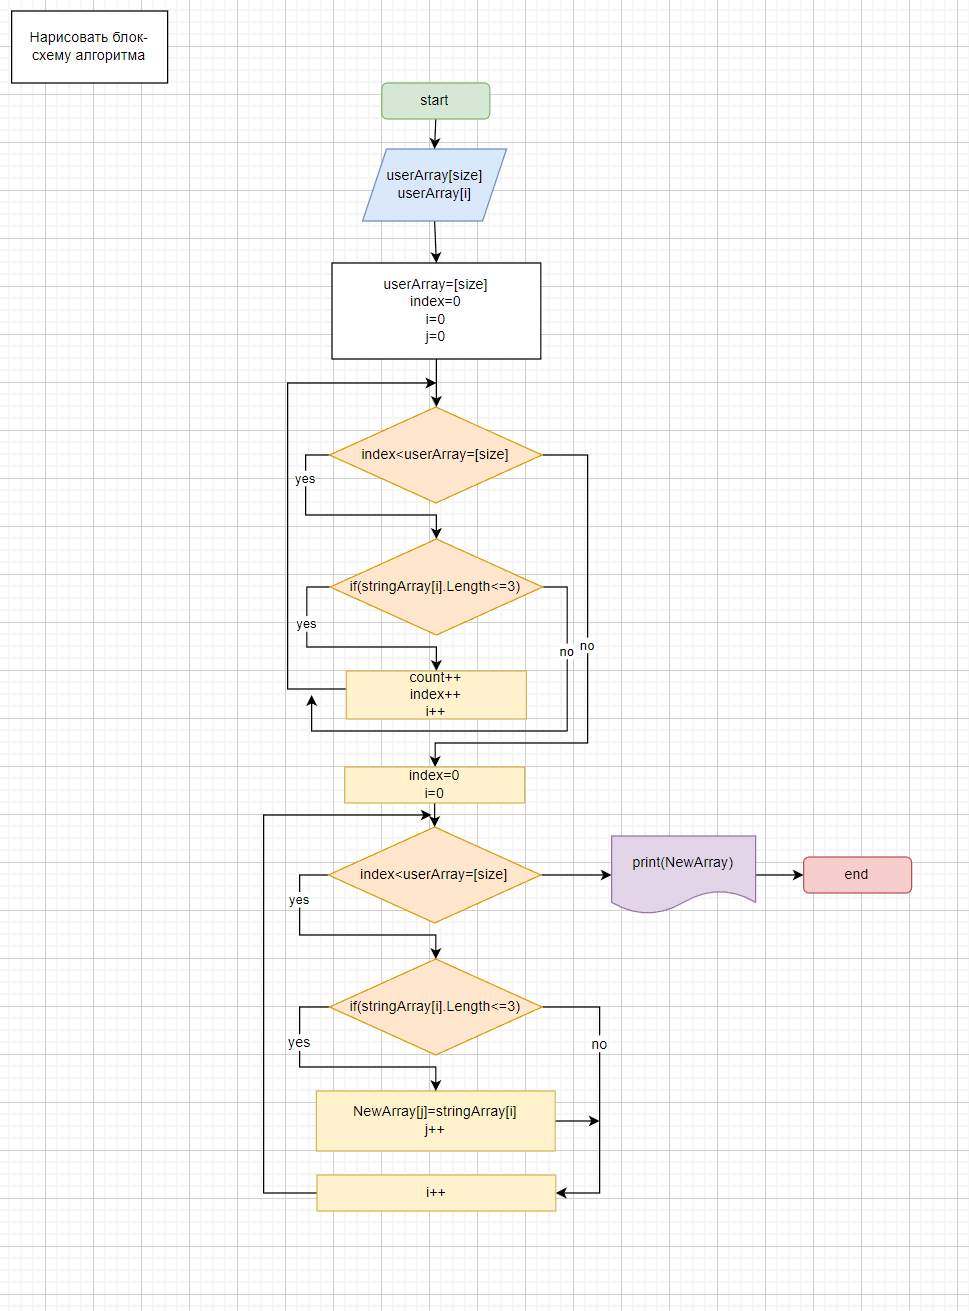 Нарисовать блок-
схему алгоритма
start
userArray[size]
userArray[i]
userArray=[size]
index=0
i=0
j=0
index<userArray=[size]
yes
if(stringArray[i].Length<=3)
yes
no
no
count++
index++
i++
index=0
i=0
index<userArray=[size]
print(NewArray)
end
yes
if(stringArray[i].Length<=3)
yes
no
NewArray[j]=stringArray[i]
j++
i++